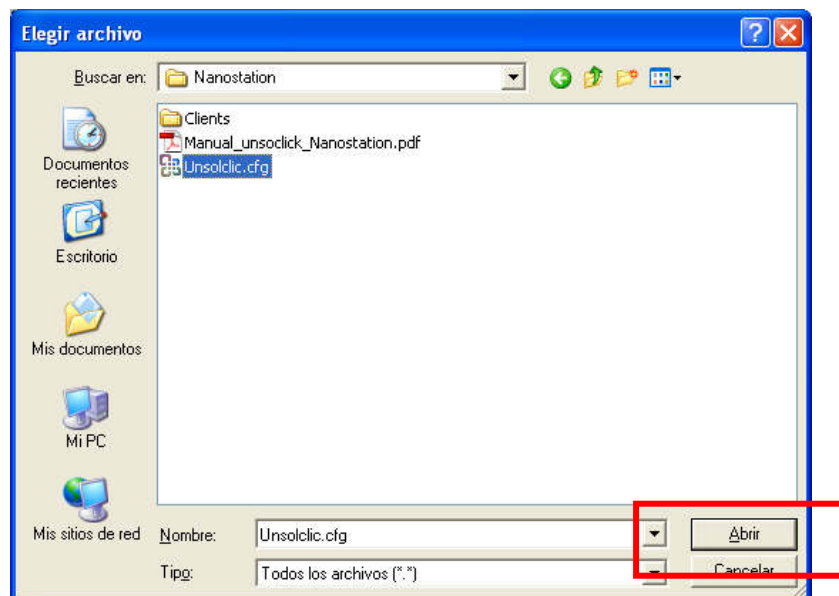 Elegir archivo
Buscar en: Nanostation
Clients
Manual_unsoclick_Nanostation.pdf
Unsolclic.cfg
Documentos
recientes
Escritorio
Mis documentos
Mi PC
Mis sitios de red
Nombre: Unsolclic.cfg Abrir
Tipo: Todos los archivos (*.*) Cancelar